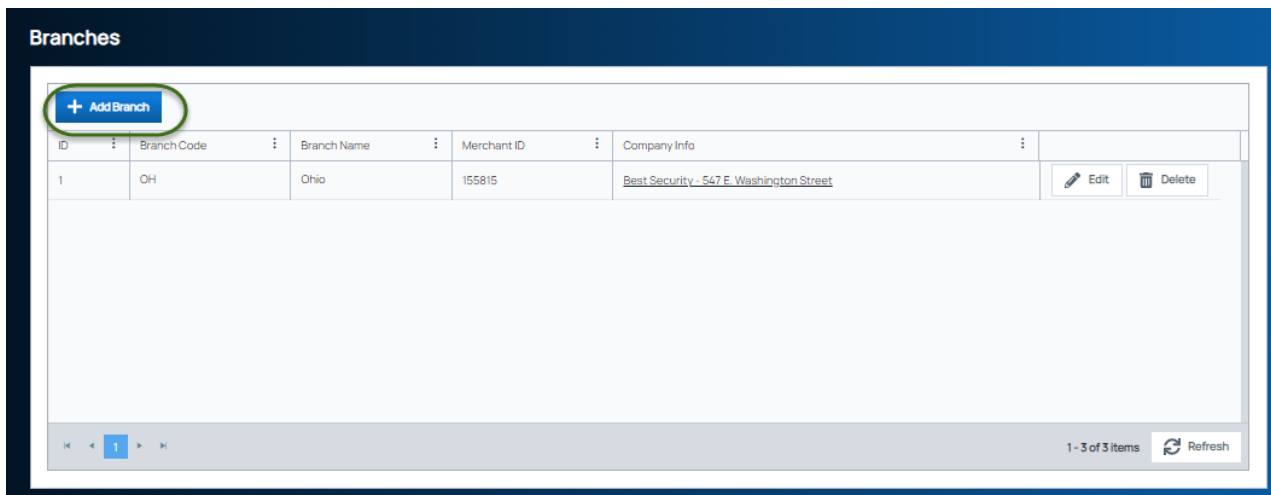 Branches
Add Branch
ID Branch Code Branch Name Merchant ID Company Info
1 OH Ohio 155815 Best Security - 547 E. Washington Street Edit Delete
1 1 - 3 of 3 items Refresh